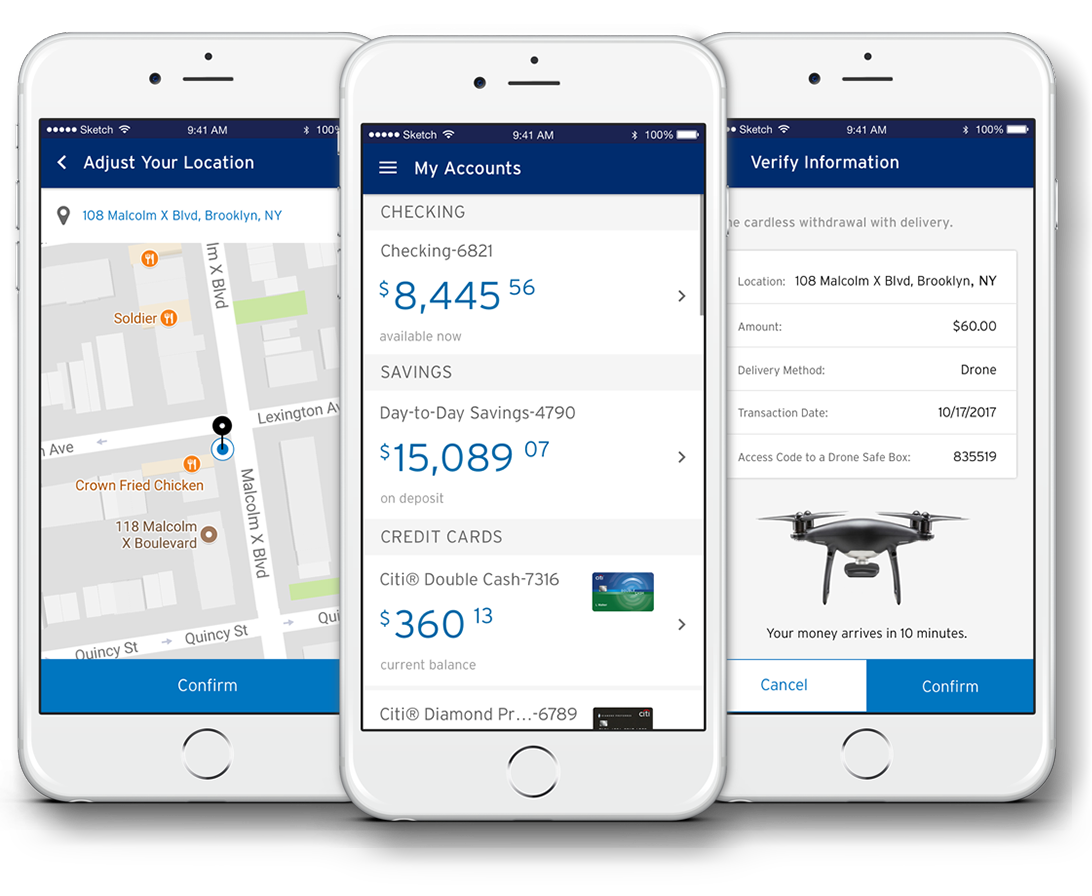 Sketch 9:41 AM 100%
Adjust Your Location
108 Malcolm X Blvd, Brooklyn, NY
X Blvd
Soldier
Lexington
Ave
Crown Fried Chicken
118 Malcolm
X Boulevard
Malcolm X Blvd
Quincy St
Quincy St
Confirm
Sketch 9:41 AM 100%
My Accounts
CHECKING
Checking-6821
$8,445 56
available now
SAVINGS
Day-to-Day Savings-4790
$15,089 07
on deposit
CREDIT CARDS
Citi® Double Cash-7316
citi
$360 13
current balance
Citi® Diamond Pr...-6789
citi
Sketch 9:41 AM 100%
Verify Information
cardless withdrawal with delivery.
Location: 108 Malcolm X Blvd, Brooklyn, NY
Amount: $60.00
Delivery Method: Drone
Transaction Date: 10/17/2017
Access Code to a Drone Safe Box: 835519
Your money arrives in 10 minutes.
Cancel Confirm